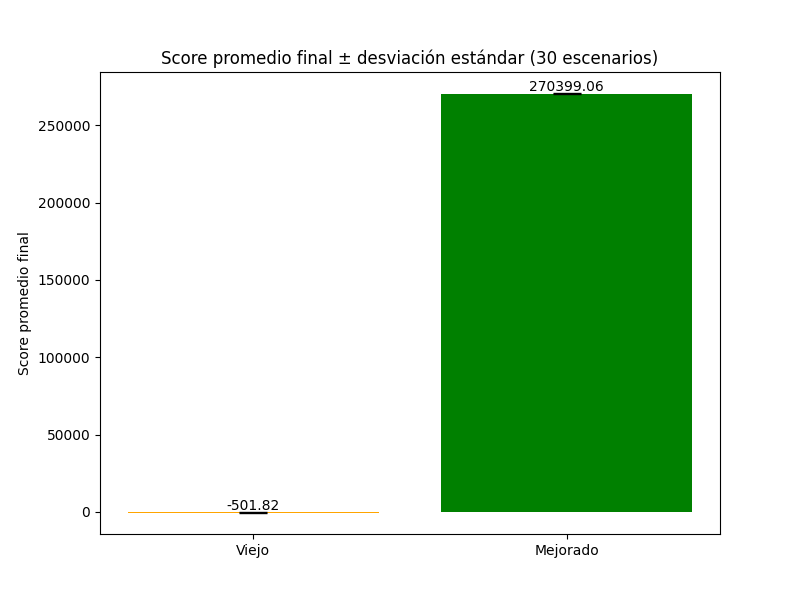 Score promedio final ± desviación estándar (30 escenarios)
270399.06
250000
200000
150000
100000
50000
0
Score promedio final
-501.82
Viejo
Mejorado